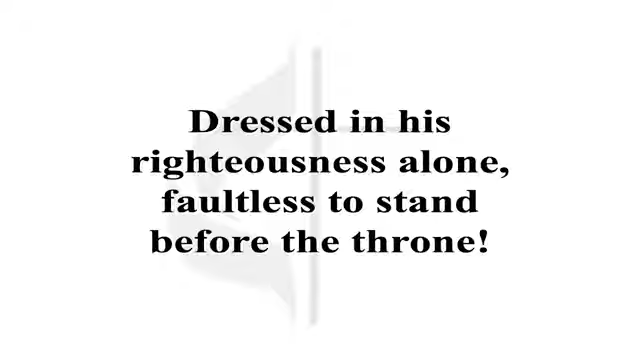 Dressed in his
righteousness alone,
faultless to stand
before the throne!